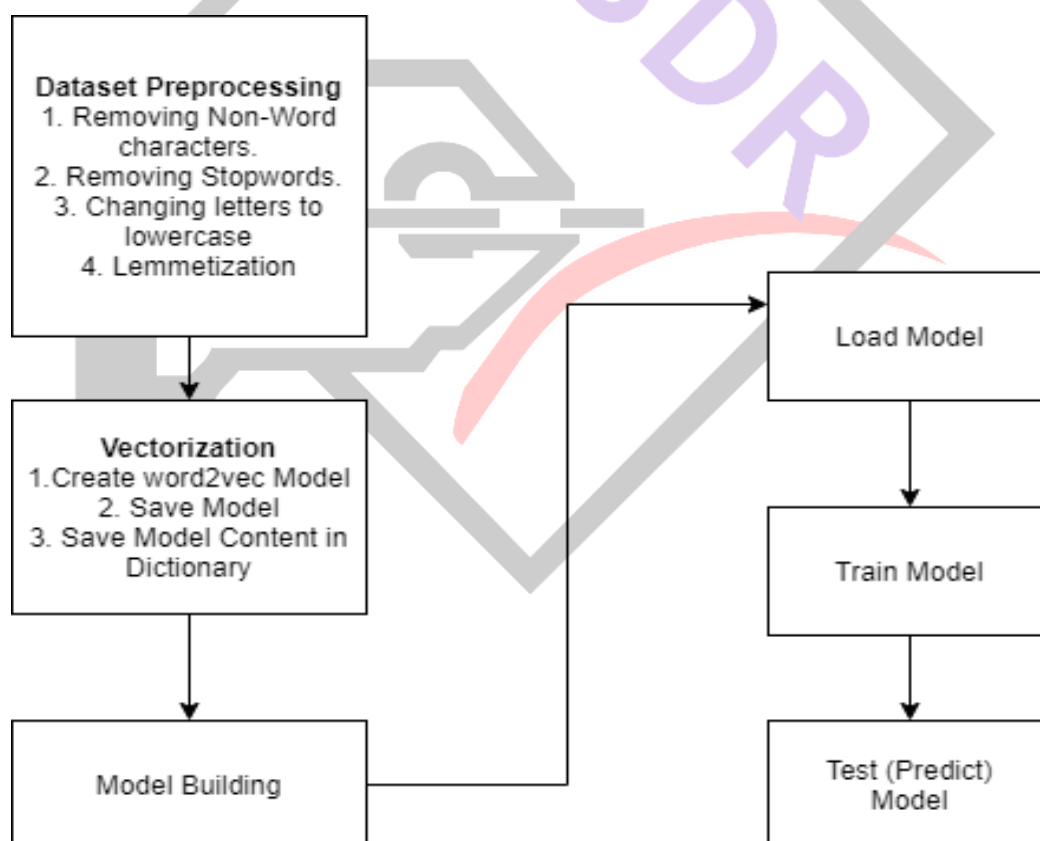 Dataset Preprocessing
1. Removing Non-Word
characters.
2. Removing Stopwords.
3. Changing letters to
lowercase
4. Lemmetization
Vectorization
1.Create word2vec Model
2. Save Model
3. Save Model Content in
Dictionary
Model Building
Load Model
Train Model
Test (Predict)
Model